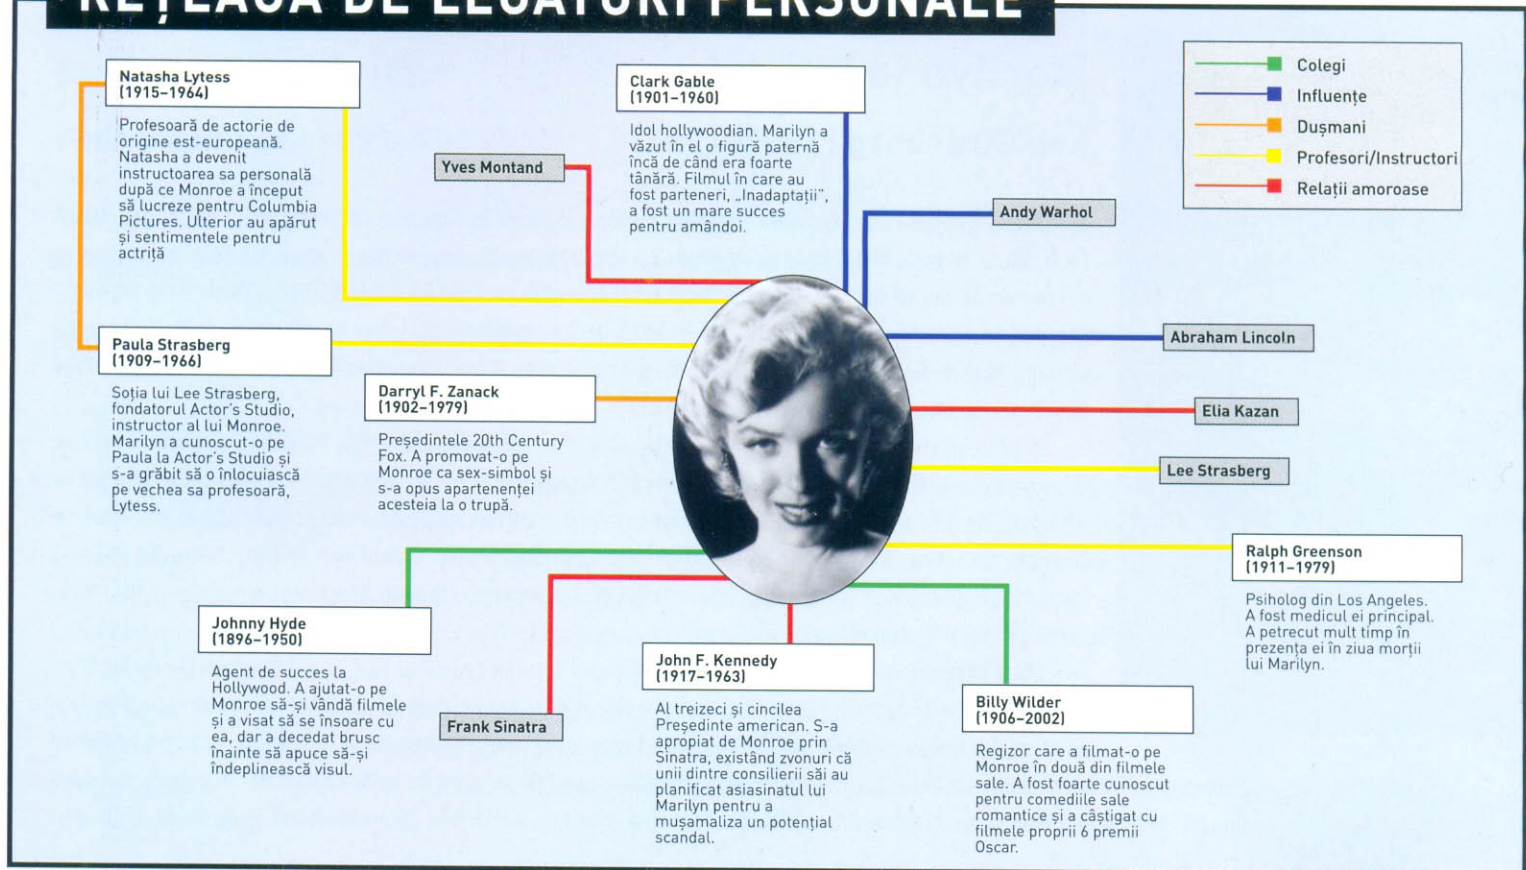 REȚEAUA DE LEGĂTURI PERSONALE
Natasha Lytess
(1915–1964)
Profesoară de actorie de
origine est-europeană.
Natasha a devenit
instructoarea sa personală
după ce Monroe a început
să lucreze pentru Columbia
Pictures. Ulterior au apărut
și sentimentele pentru
actriță
Yves Montand
Clark Gable
(1901–1960)
Idol hollywoodian. Marilyn a
văzut în el o figură paternă
încă de când era foarte
tânără. Filmul în care au
fost parteneri, „Inadaptații”,
a fost un mare succes
pentru amândoi.
Colegi
Influențe
Dușmani
Profesori/Instructori
Relații amoroase
Andy Warhol
Abraham Lincoln
Elia Kazan
Lee Strasberg
Paula Strasberg
(1909–1966)
Soția lui Lee Strasberg,
fondatorul Actor's Studio,
instructor al lui Monroe.
Marilyn a cunoscut-o pe
Paula la Actor's Studio și
s-a grăbit să o înlocuiască
pe vechea sa profesoară,
Lytess.
Darryl F. Zanack
(1902–1979)
Președintele 20th Century
Fox. A promovat-o pe
Monroe ca sex-simbol și
s-a opus apartenenței
acesteia la o trupă.
Ralph Greenson
(1911–1979)
Psiholog din Los Angeles.
A fost medicul ei principal.
A petrecut mult timp în
prezența ei în ziua morții
lui Marilyn.
Johnny Hyde
(1896–1950)
Agent de succes la
Hollywood. A ajutat-o pe
Monroe să-și vândă filmele
și a visat să se însoare cu
ea, dar a decedat brusc
înainte să apuce să-și
îndeplinească visul.
Frank Sinatra
John F. Kennedy
(1917–1963)
Al treizeci și cincilea
Președinte american. S-a
apropiat de Monroe prin
Sinatra, existând zvonuri că
unii dintre consilierii săi au
planificat asiasinatul lui
Marilyn pentru a
mușamaliza un potențial
scandal.
Billy Wilder
(1906–2002)
Regizor care a filmat-o pe
Monroe în două din filmele
sale. A fost foarte cunoscut
pentru comediile sale
romantice și a câștigat cu
filmele proprii 6 premii
Oscar.